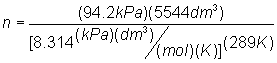 n = (94.2kPa)(5544dm³) / [8.314 (kPa)(dm³)/(mol)(K)](289K)